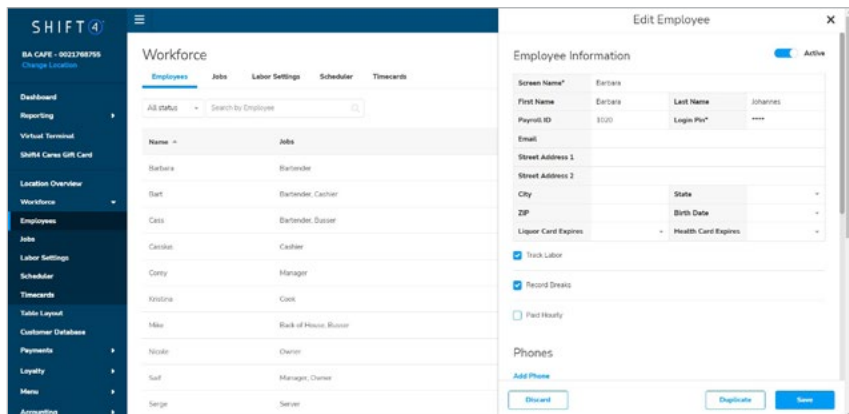 SHIFT4
BA CAFE - 0021768755
Change Location
Dashboard
Reporting
Virtual Terminal
Shift4 Cares Gift Card
Location Overview
Workforce
Employees
Jobs
Labor Settings
Scheduler
Timecards
Table Layout
Customer Database
Payments
Loyalty
Menu
Accounting
Workforce
Employees Jobs Labor Settings Scheduler Timecards
All status Search by Employee
Name Jobs
Barbara Bartender
Bart Bartender, Cashier
Cass Bartender, Busser
Cassius Cashier
Corey Manager
Kristina Cook
Mike Back of House, Busser
Nicole Owner
Saif Manager, Owner
Serge Server
Edit Employee
Employee Information Active
Screen Name* Barbara
First Name Barbara Last Name Johannes
Payroll ID 1020 Login Pin* ****
Email
Street Address 1
Street Address 2
City State
ZIP Birth Date
Liquor Card Expires Health Card Expires
Track Labor
Record Breaks
Paid Hourly
Phones
Add Phone
Discard Duplicate Save